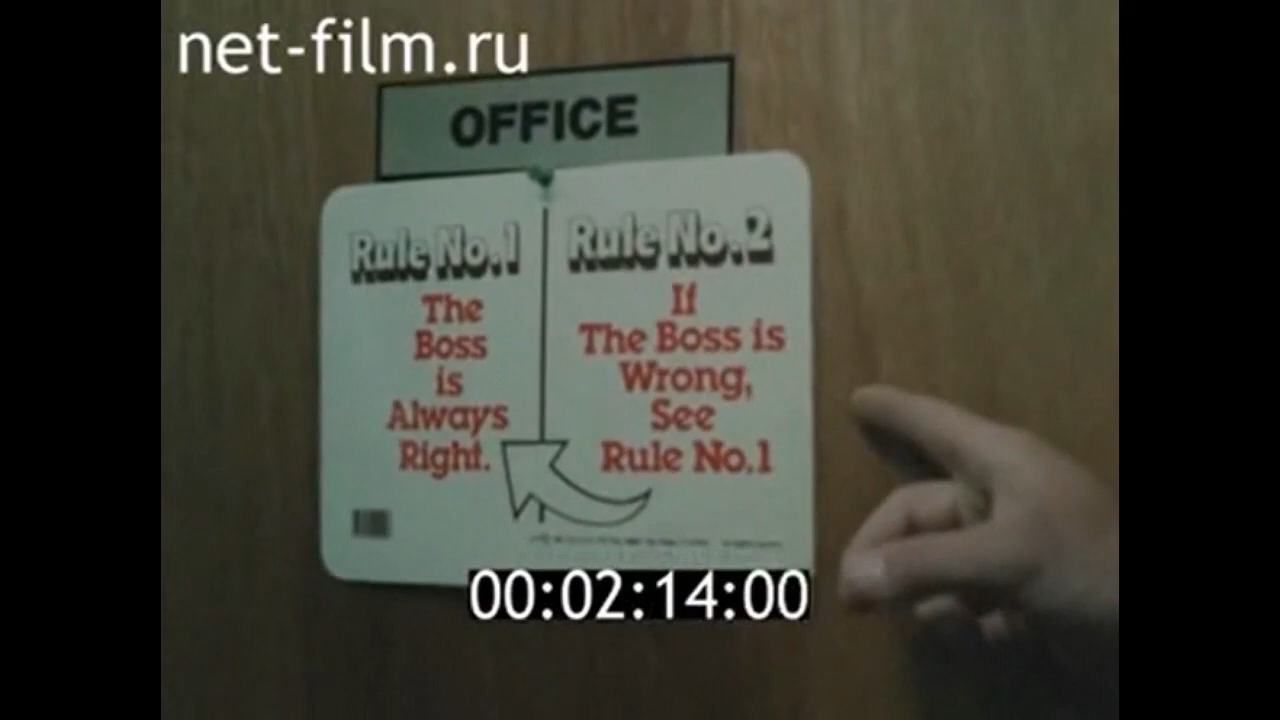 net-film.ru
OFFICE
Rule No.1
The
Boss
is
Always
Right.
Rule No.2
If
The Boss is
Wrong,
See
Rule No.1
00:02:14:00